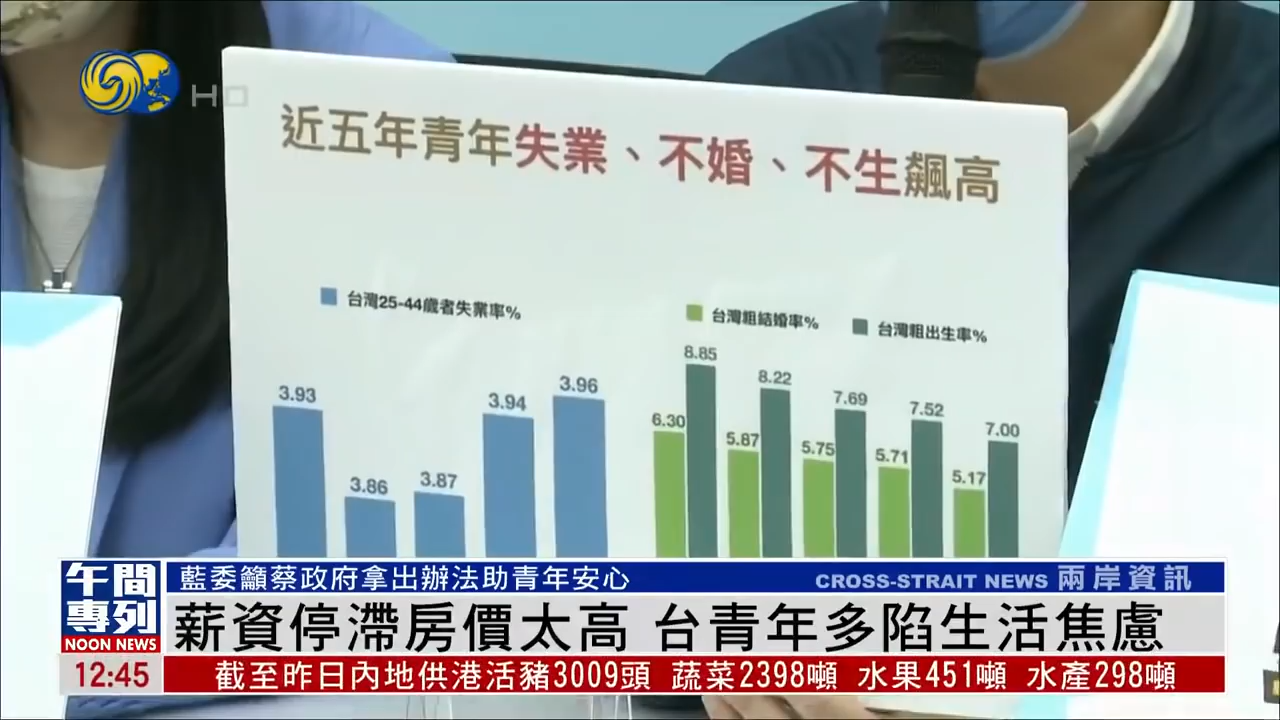 HD
近五年青年失業、不婚、不生飆高
台灣25-44歲者失業率%
台灣粗結婚率% 台灣粗出生率%
3.93 3.86 3.87 3.94 3.96
6.30 8.85 5.87 8.22 5.75 7.69 5.71 7.52 5.17 7.00
午間專列
NOON NEWS
藍委籲蔡政府拿出辦法助青年安心 CROSS-STRAIT NEWS 兩岸資訊
薪資停滯房價太高 台青年多陷生活焦慮
12:45 截至昨日內地供港活豬3009頭 蔬菜2398噸 水果451噸 水產298噸